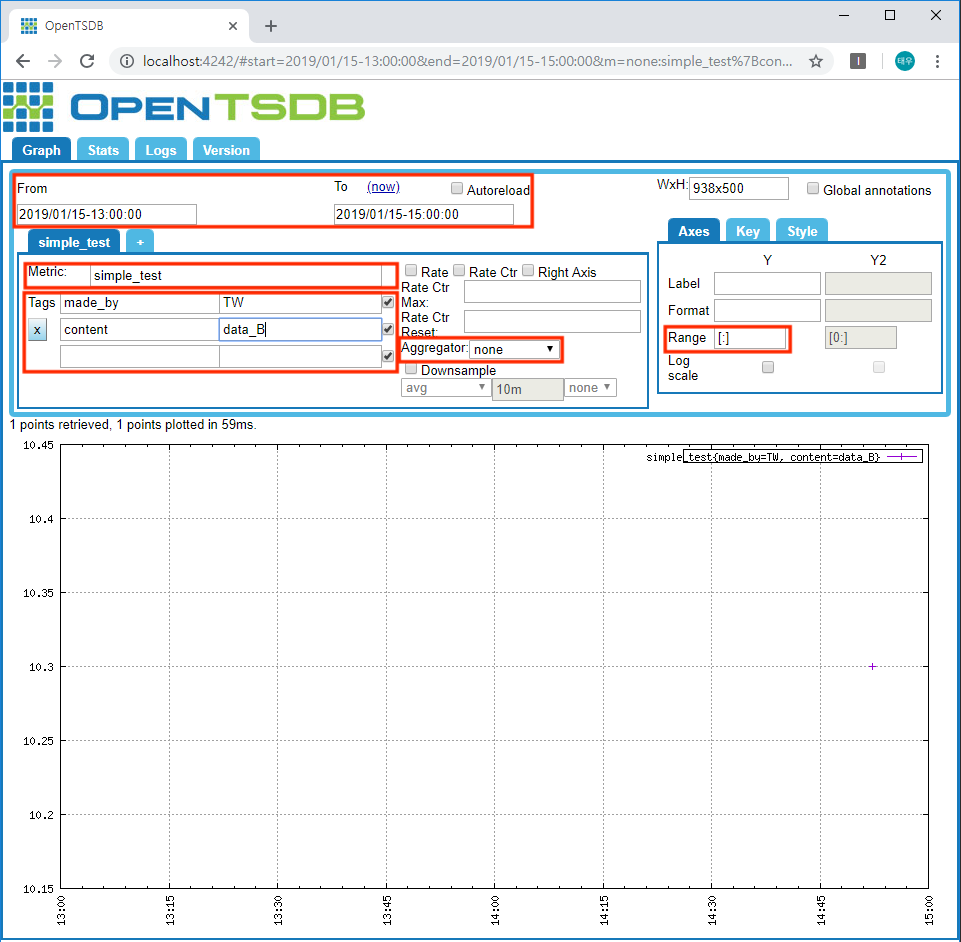 OpenTSDB
localhost:4242/#start=2019/01/15-13:00:00&end=2019/01/15-15:00:00&m=none:simple_test%7Bcon...
I
태우
OPENTSDB
Graph Stats Logs Version
From To (now) Autoreload WxH: 938x500 Global annotations
2019/01/15-13:00:00 2019/01/15-15:00:00
simple_test +
Metric: simple_test
Tags made_by TW
x content data_B
Rate Rate Ctr Right Axis
Rate Ctr
Max:
Rate Ctr
Reset:
Aggregator: none
Downsample
avg 10m none
Axes Key Style
Y Y2
Label
Format
Range [:] [0:]
Log
scale
1 points retrieved, 1 points plotted in 59ms.
simple_test{made_by=TW, content=data_B}
10.45
10.4
10.35
10.3
10.25
10.2
10.15
13:00 13:15 13:30 13:45 14:00 14:15 14:30 14:45 15:00